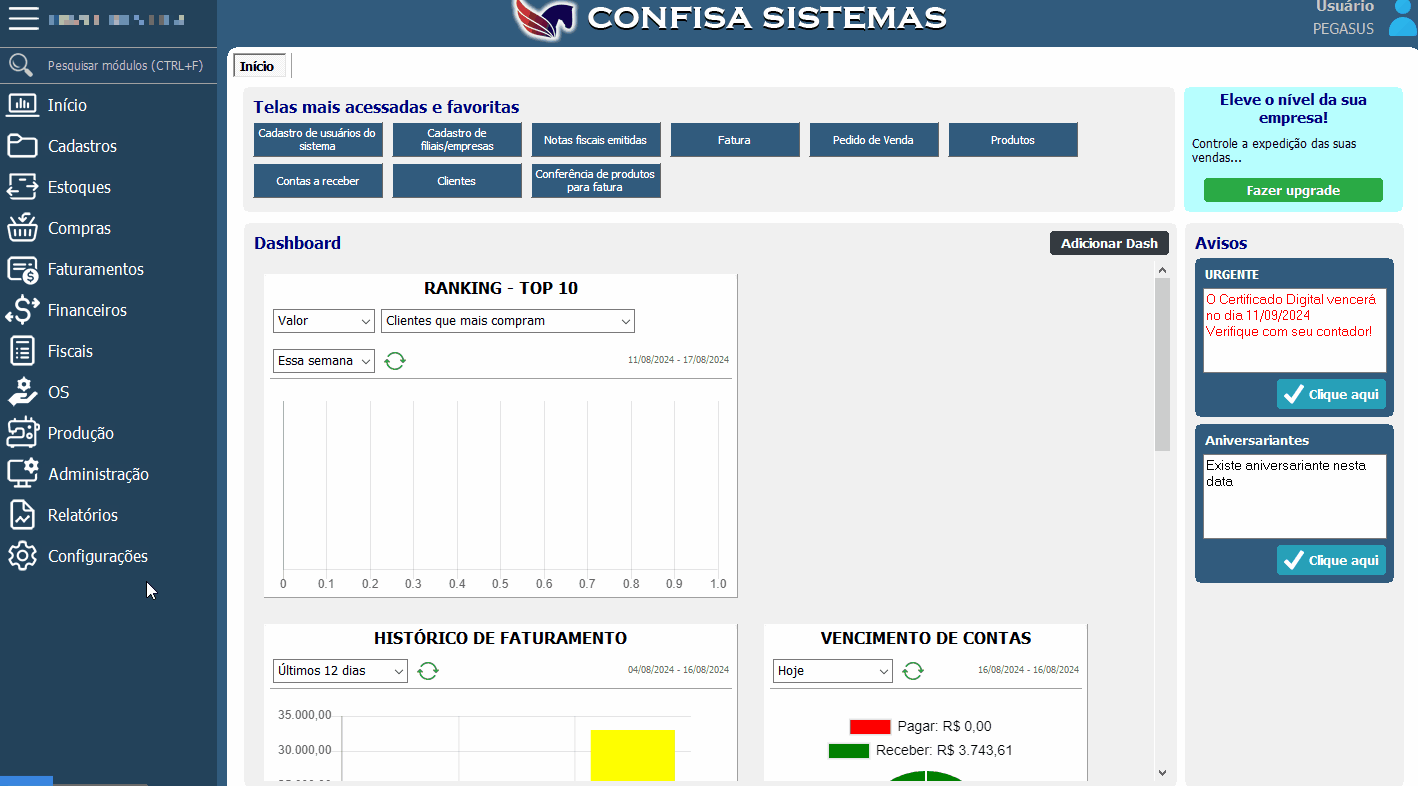 CONFISA SISTEMAS
Usuário
PEGASUS
Pesquisar módulos (CTRL+F)
Início
Cadastros
Estoques
Compras
Faturamentos
Financeiros
Fiscais
OS
Produção
Administração
Relatórios
Configurações
Início
Telas mais acessadas e favoritas
Cadastro de usuários do
sistema
Cadastro de
filiais/empresas
Notas fiscais emitidas
Fatura
Pedido de Venda
Produtos
Contas a receber
Clientes
Conferência de produtos
para fatura
Eleve o nível da sua
empresa!
Controle a expedição das suas
vendas...
Fazer upgrade
Dashboard
Adicionar Dash
RANKING - TOP 10
Valor
Clientes que mais compram
Essa semana
11/08/2024 - 17/08/2024
0 0.1 0.2 0.3 0.4 0.5 0.6 0.7 0.8 0.9 1.0
HISTÓRICO DE FATURAMENTO
Últimos 12 dias
04/08/2024 - 16/08/2024
35.000,00
30.000,00
VENCIMENTO DE CONTAS
Hoje
16/08/2024 - 16/08/2024
Pagar: R$ 0,00
Receber: R$ 3.743,61
Avisos
URGENTE
O Certificado Digital vencerá
no dia 11/09/2024
Verifique com seu contador!
Clique aqui
Aniversariantes
Existe aniversariante nesta
data
Clique aqui